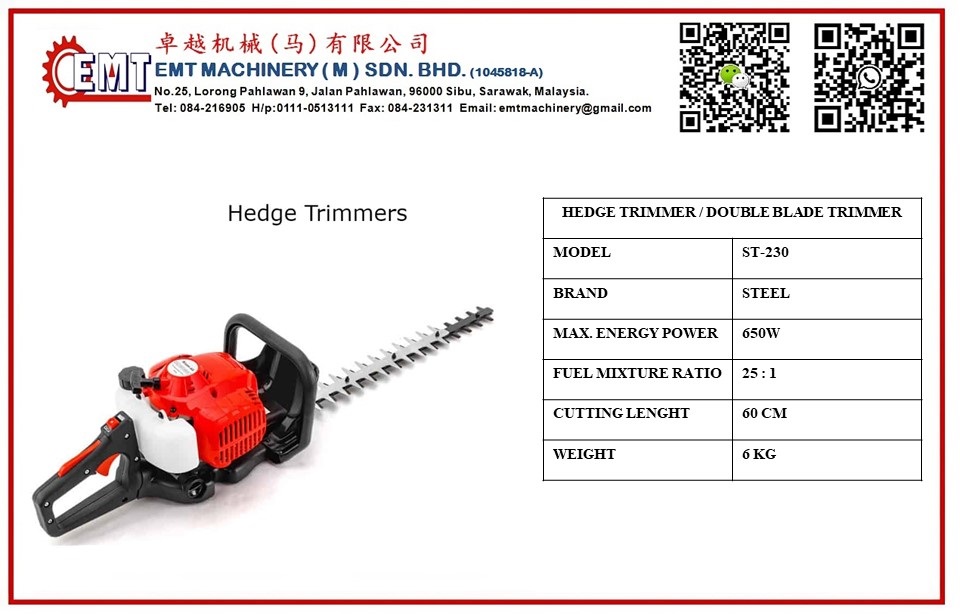 EMT
卓越机械(马)有限公司
EMT MACHINERY ( M ) SDN. BHD. (1045818-A)
No.25, Lorong Pahlawan 9, Jalan Pahlawan, 96000 Sibu, Sarawak, Malaysia.
Tel: 084-216905 H/p:0111-0513111 Fax: 084-231311 Email: emtmachinery@gmail.com
Hedge Trimmers
HEDGE TRIMMER / DOUBLE BLADE TRIMMER
MODEL ST-230
BRAND STEEL
MAX. ENERGY POWER 650W
FUEL MIXTURE RATIO 25 : 1
CUTTING LENGHT 60 CM
WEIGHT 6 KG